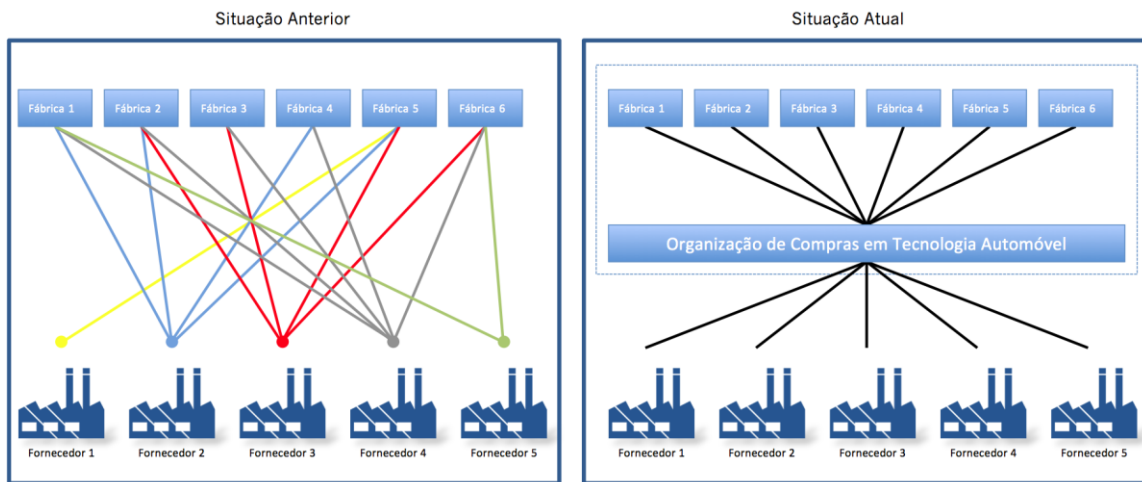 Situação Anterior
Fábrica 1
Fábrica 2
Fábrica 3
Fábrica 4
Fábrica 5
Fábrica 6
Fornecedor 1
Fornecedor 2
Fornecedor 3
Fornecedor 4
Fornecedor 5
Situação Atual
Fábrica 1
Fábrica 2
Fábrica 3
Fábrica 4
Fábrica 5
Fábrica 6
Organização de Compras em Tecnologia Automóvel
Fornecedor 1
Fornecedor 2
Fornecedor 3
Fornecedor 4
Fornecedor 5